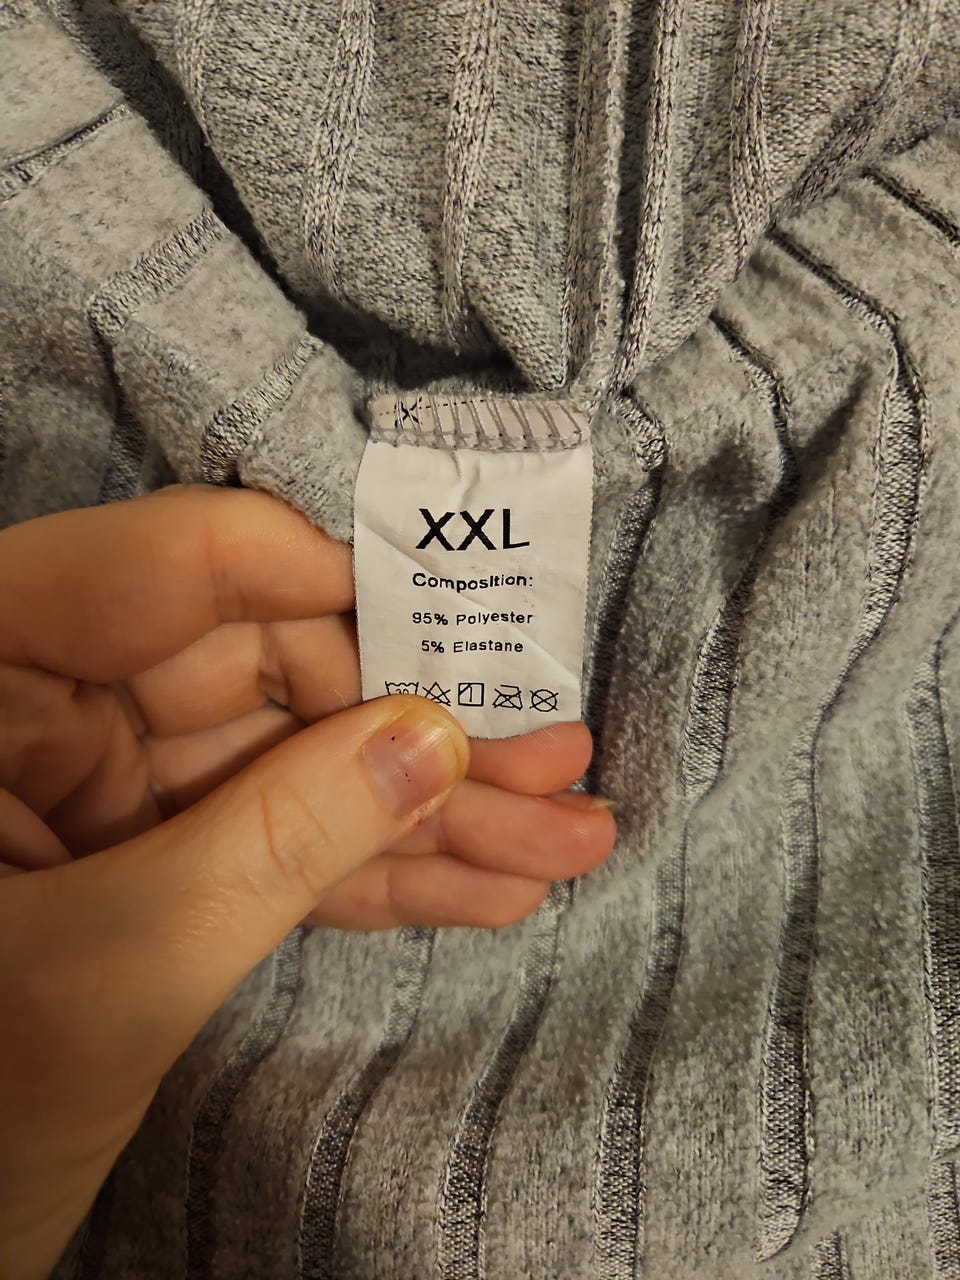 XXL
Composition:
95% Polyester
5% Elastane